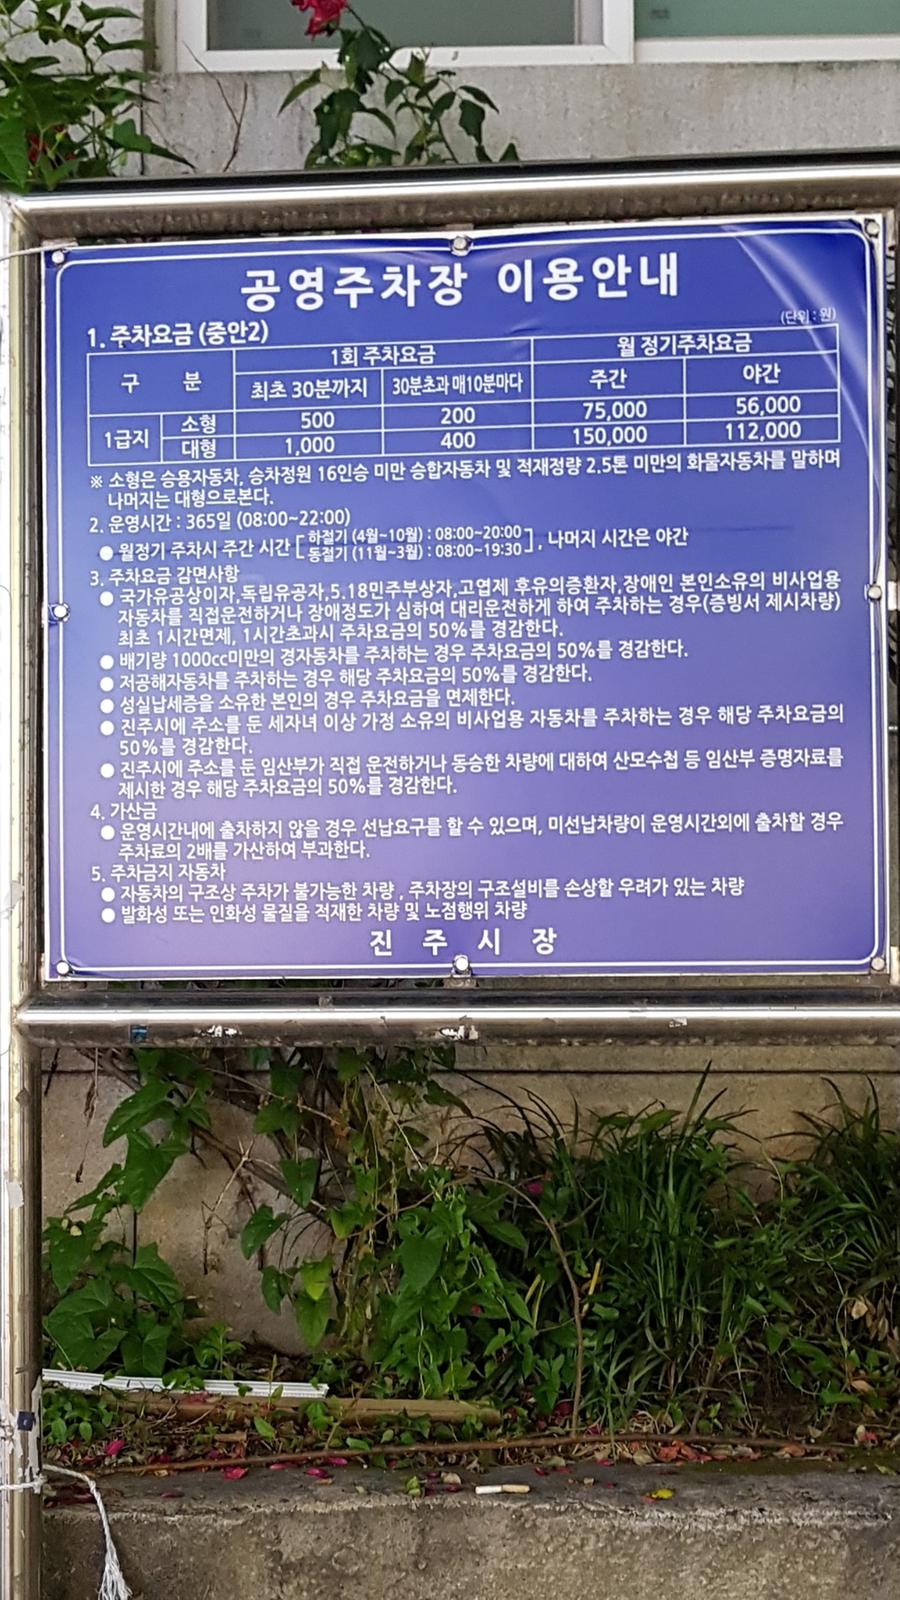 공영주차장 이용안내
(단위 : 원)
1. 주차요금 (중안2)
구 분 1회 주차요금 월 정기주차요금
최초 30분까지 30분초과 매10분마다 주간 야간
1급지 소형 500 200 75,000 56,000
대형 1,000 400 150,000 112,000
※ 소형은 승용자동차, 승차정원 16인승 미만 승합자동차 및 적재정량 2.5톤 미만의 화물자동차를 말하며
나머지는 대형으로본다.
2. 운영시간 : 365일 (08:00~22:00)
● 월정기 주차시 주간 시간 [ 하절기 (4월~10월) : 08:00~20:00
동절기 (11월~3월) : 08:00~19:30 ] , 나머지 시간은 야간
3. 주차요금 감면사항
● 국가유공상이자,독립유공자,5.18민주부상자,고엽제 후유의증환자,장애인 본인소유의 비사업용
자동차를 직접운전하거나 장애정도가 심하여 대리운전하게 하여 주차하는 경우(증빙서 제시차량)
최초 1시간면제, 1시간초과시 주차요금의 50%를 경감한다.
● 배기량 1000cc미만의 경자동차를 주차하는 경우 주차요금의 50%를 경감한다.
● 저공해자동차를 주차하는 경우 해당 주차요금의 50%를 경감한다.
● 성실납세증을 소유한 본인의 경우 주차요금을 면제한다.
● 진주시에 주소를 둔 세자녀 이상 가정 소유의 비사업용 자동차를 주차하는 경우 해당 주차요금의
50%를 경감한다.
● 진주시에 주소를 둔 임산부가 직접 운전하거나 동승한 차량에 대하여 산모수첩 등 임산부 증명자료를
제시한 경우 해당 주차요금의 50%를 경감한다.
4. 가산금
● 운영시간내에 출차하지 않을 경우 선납요구를 할 수 있으며, 미선납차량이 운영시간외에 출차할 경우
주차료의 2배를 가산하여 부과한다.
5. 주차금지 자동차
● 자동차의 구조상 주차가 불가능한 차량 , 주차장의 구조설비를 손상할 우려가 있는 차량
● 발화성 또는 인화성 물질을 적재한 차량 및 노점행위 차량
진 주 시 장